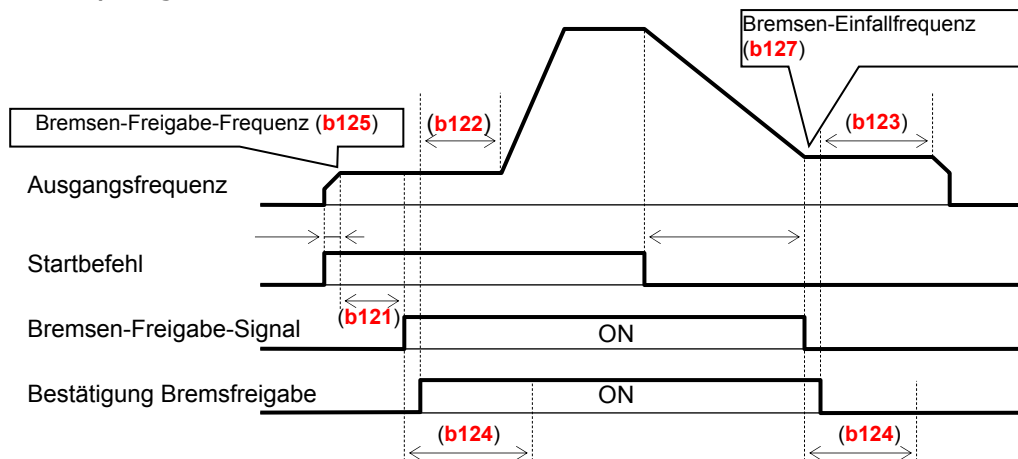 Bremsen-Einfallfrequenz
(b127)
Bremsen-Freigabe-Frequenz (b125)
(b122)
(b123)
Ausgangsfrequenz
Startbefehl
(b121)
Bremsen-Freigabe-Signal
ON
Bestätigung Bremsfreigabe
ON
(b124)
(b124)